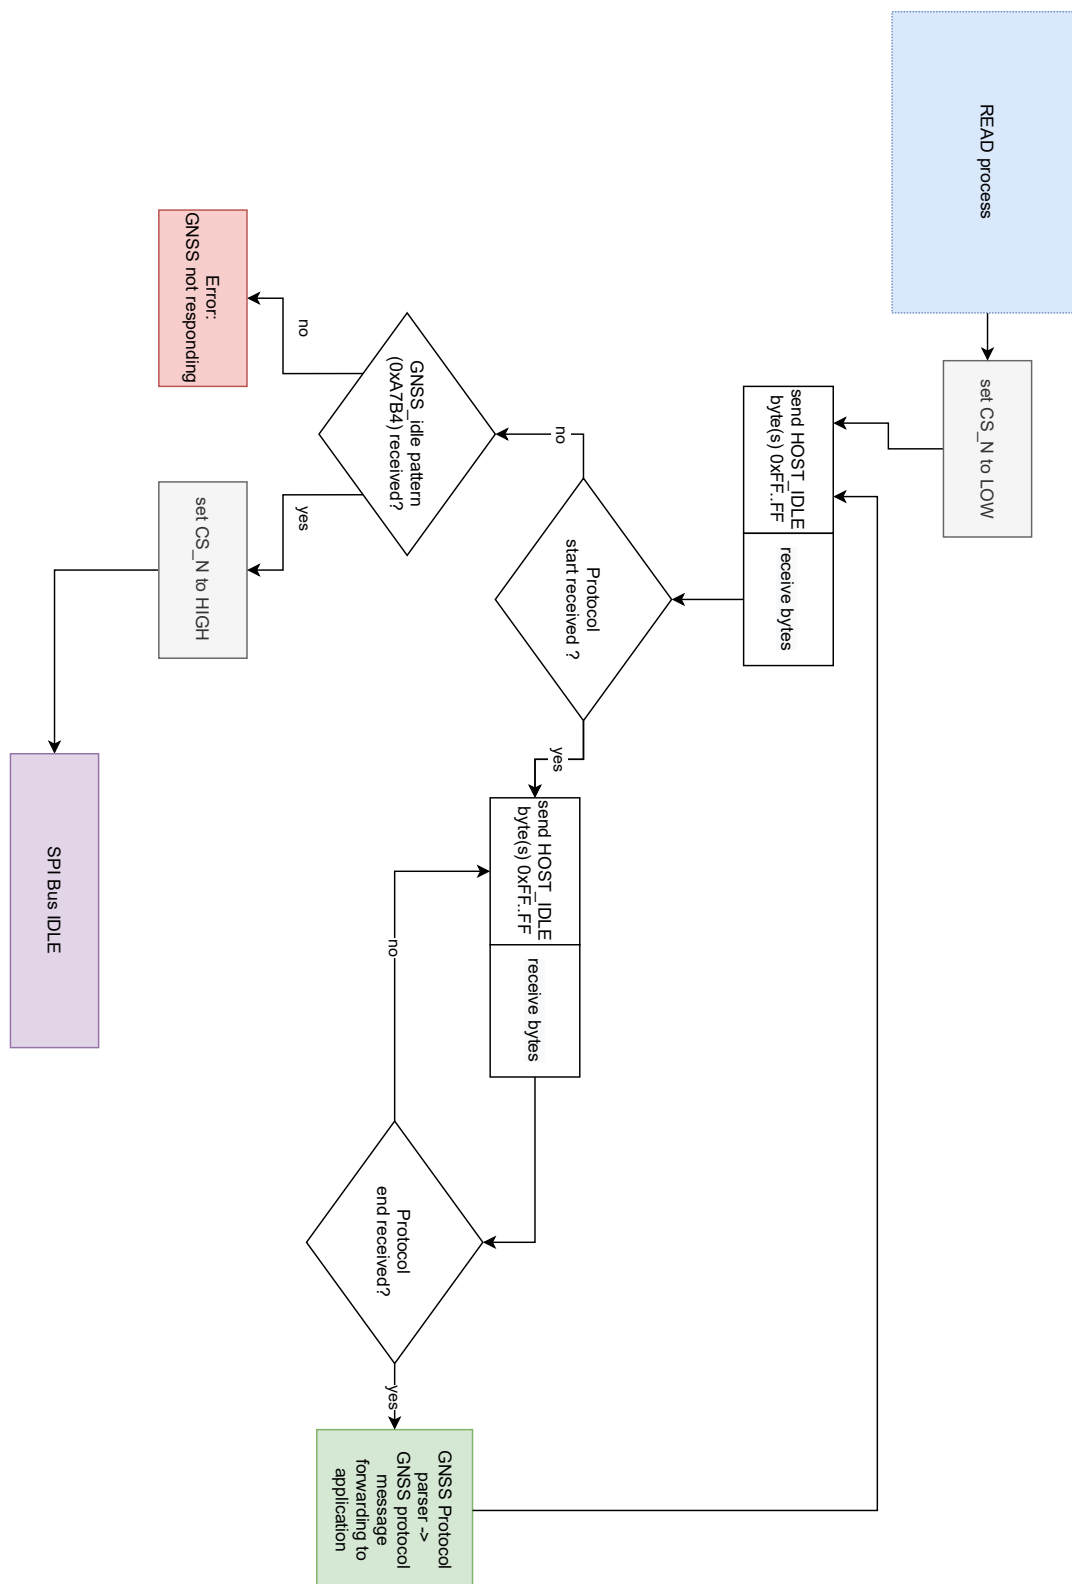 READ process
set CS_N to LOW
send HOST_IDLE
byte(s) 0xFF..FF
receive bytes
Protocol
start received ?
no
yes
GNSS_idle pattern
(0xA7B4) received?
no
yes
Error:
GNSS not responding
set CS_N to HIGH
SPI Bus IDLE
send HOST_IDLE
byte(s) 0xFF..FF
receive bytes
Protocol
end received?
no
yes
GNSS Protocol
parser ->
GNSS protocol
message
forwarding to
application